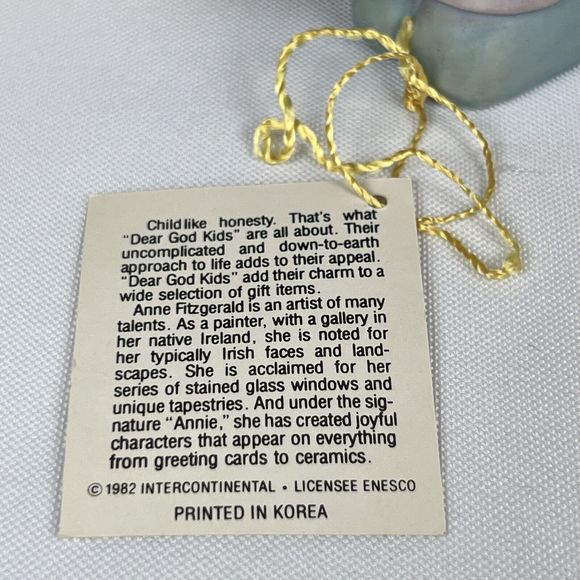 Childlike honesty. That's what
"Dear God Kids" are all about. Their
uncomplicated and down-to-earth
approach to life adds to their appeal.
"Dear God Kids" add their charm to a
wide selection of gift items.
Anne Fitzgerald is an artist of many
talents. As a painter, with a gallery in
her native Ireland, she is noted for
her typically Irish faces and land-
scapes. She is acclaimed for her
series of stained glass windows and
unique tapestries. And under the sig-
nature "Annie," she has created joyful
characters that appear on everything
from greeting cards to ceramics.
© 1982 INTERCONTINENTAL • LICENSEE ENESCO
PRINTED IN KOREA